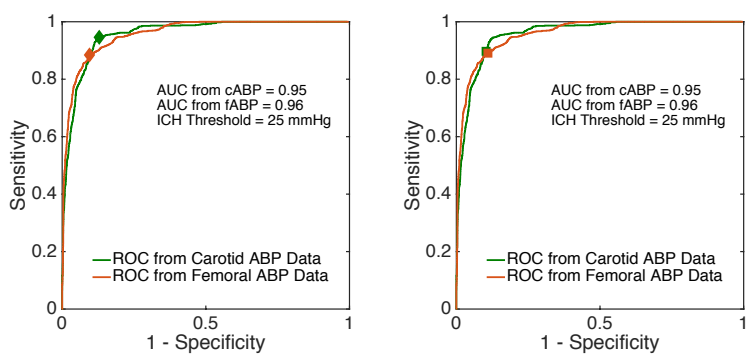 1
0.8
0.6
0.4
0.2
0
Sensitivity
AUC from cABP = 0.95
AUC from fABP = 0.96
ICH Threshold = 25 mmHg
ROC from Carotid ABP Data
ROC from Femoral ABP Data
0 0.5 1
1 - Specificity
1
0.8
0.6
0.4
0.2
0
Sensitivity
AUC from cABP = 0.95
AUC from fABP = 0.96
ICH Threshold = 25 mmHg
ROC from Carotid ABP Data
ROC from Femoral ABP Data
0 0.5 1
1 - Specificity